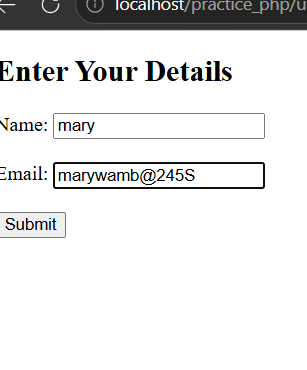 localhost/practice_php/u
Enter Your Details
Name: mary
Email: marywamb@245S
Submit